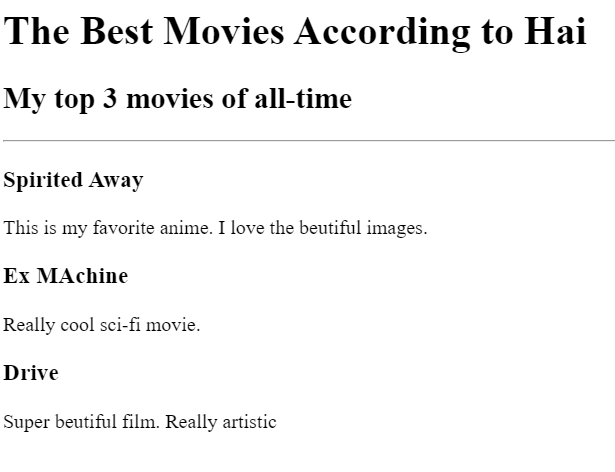 The Best Movies According to Hai
My top 3 movies of all-time
Spirited Away
This is my favorite anime. I love the beutiful images.
Ex MAchine
Really cool sci-fi movie.
Drive
Super beutiful film. Really artistic